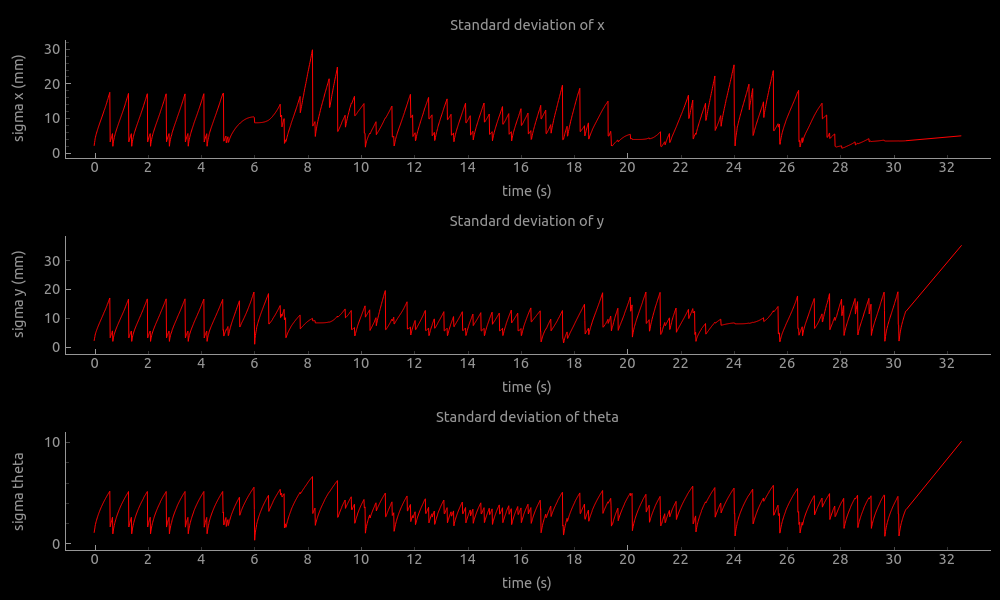 Standard deviation of x
sigma x (mm)
30
20
10
0
0 2 4 6 8 10 12 14 16 18 20 22 24 26 28 30 32
time (s)
Standard deviation of y
sigma y (mm)
30
20
10
0
0 2 4 6 8 10 12 14 16 18 20 22 24 26 28 30 32
time (s)
Standard deviation of theta
sigma theta
10
0
0 2 4 6 8 10 12 14 16 18 20 22 24 26 28 30 32
time (s)